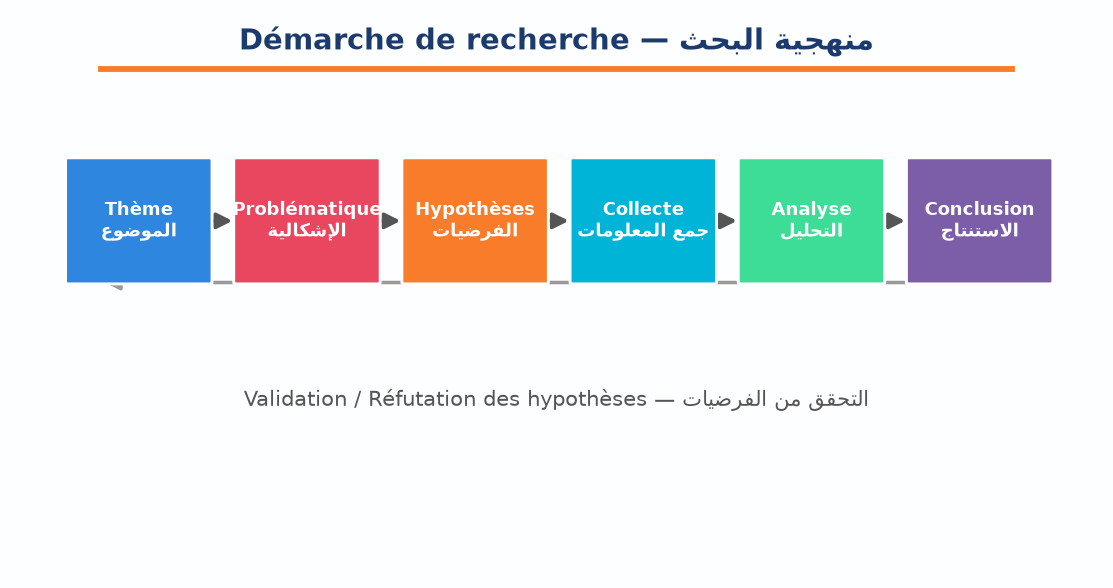 Démarche de recherche — منهجية البحث
Thème
الموضوع
Problématique
الإشكالية
Hypothèses
الفرضيات
Collecte
جمع المعلومات
Analyse
التحليل
Conclusion
الاستنتاج
Validation / Réfutation des hypothèses — التحقق من الفرضيات